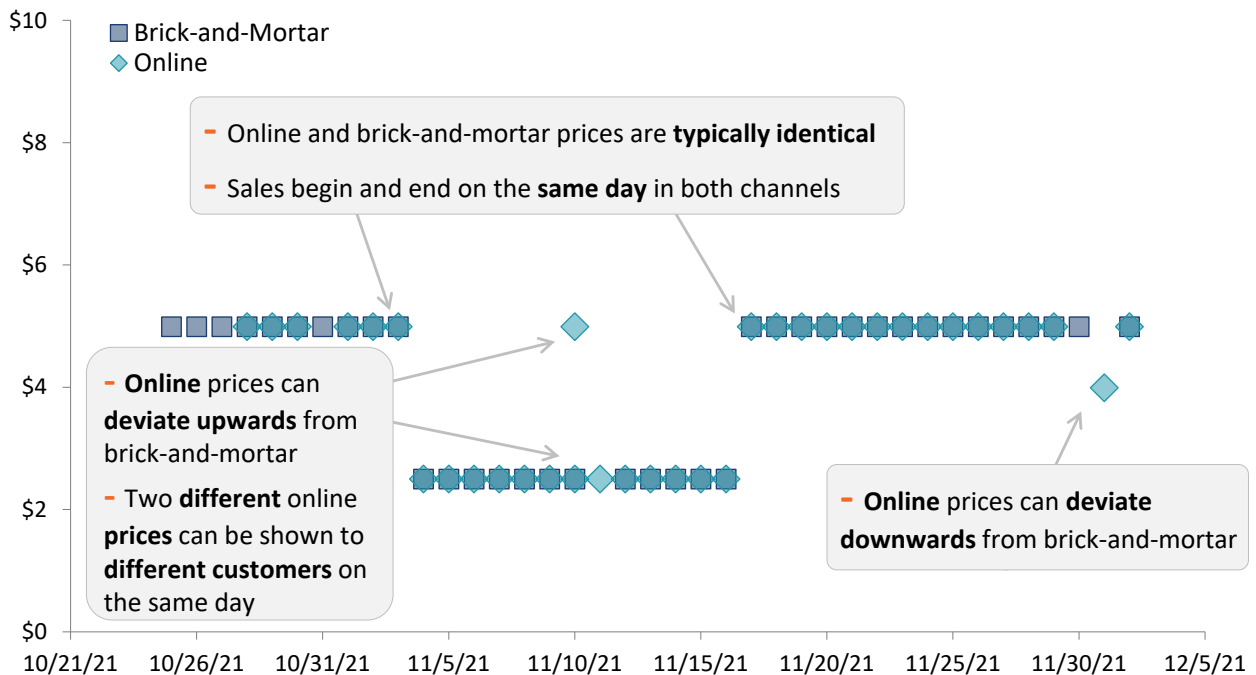 $10
Brick-and-Mortar
Online
$8
- Online and brick-and-mortar prices are typically identical
- Sales begin and end on the same day in both channels
$6
$4
- Online prices can
deviate upwards from
brick-and-mortar
- Two different online
prices can be shown to
different customers on
the same day
$2
- Online prices can deviate
downwards from brick-and-mortar
$0
10/21/21 10/26/21 10/31/21 11/5/21 11/10/21 11/15/21 11/20/21 11/25/21 11/30/21 12/5/21